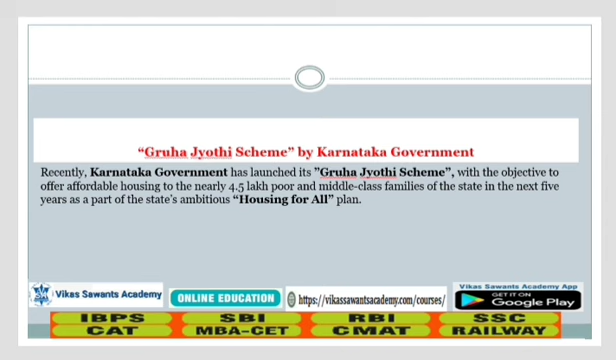 “Gruha Jyothi Scheme” by Karnataka Government
Recently, Karnataka Government has launched its ”Gruha Jyothi Scheme”, with the objective to
offer affordable housing to the nearly 4.5 lakh poor and middle-class families of the state in the next five
years as a part of the state’s ambitious “Housing for All” plan.
Vikas Sawants Academy
ONLINE EDUCATION
https://vikassawantsacademy.com/courses/
Vikas Sawants Academy App
GET IT ON
Google Play
IBPS SBI RBI SSC
CAT MBA-CET CMAT RAILWAY